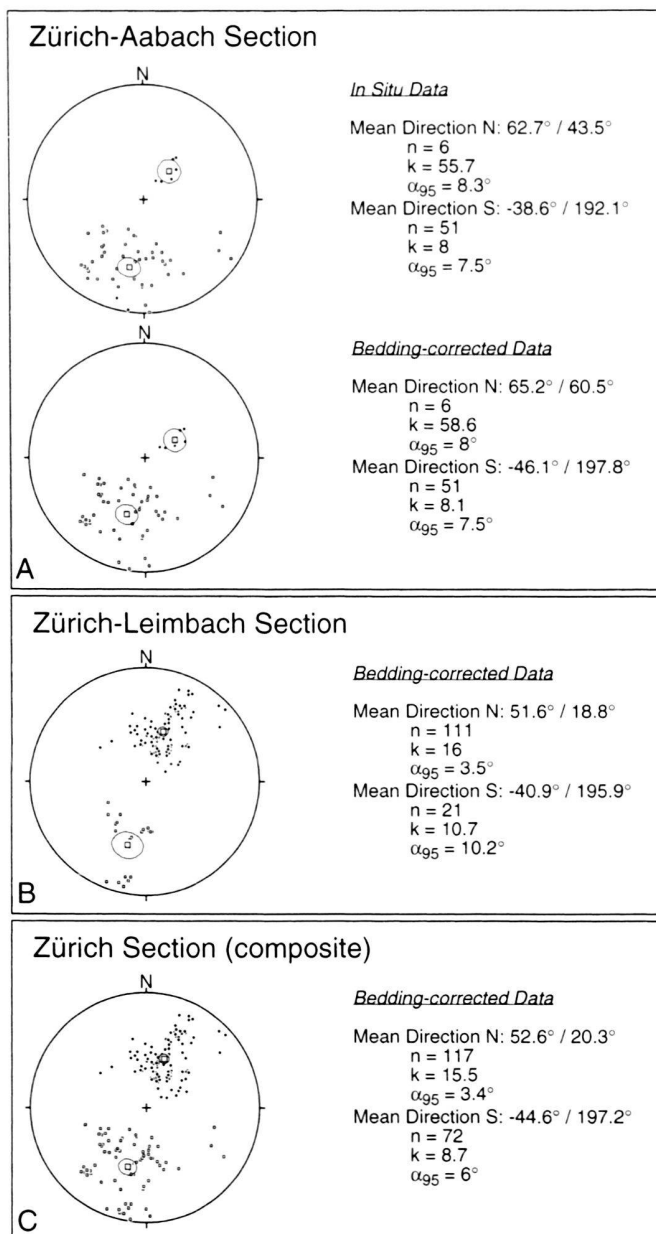 Zürich-Aabach Section
N
In Situ Data
Mean Direction N: 62.7° / 43.5°
n = 6
k = 55.7
α95 = 8.3°
Mean Direction S: -38.6° / 192.1°
n = 51
k = 8
α95 = 7.5°
N
Bedding-corrected Data
Mean Direction N: 65.2° / 60.5°
n = 6
k = 58.6
α95 = 8°
Mean Direction S: -46.1° / 197.8°
n = 51
k = 8.1
α95 = 7.5°
A
Zürich-Leimbach Section
N
Bedding-corrected Data
Mean Direction N: 51.6° / 18.8°
n = 111
k = 16
α95 = 3.5°
Mean Direction S: -40.9° / 195.9°
n = 21
k = 10.7
α95 = 10.2°
B
Zürich Section (composite)
N
Bedding-corrected Data
Mean Direction N: 52.6° / 20.3°
n = 117
k = 15.5
α95 = 3.4°
Mean Direction S: -44.6° / 197.2°
n = 72
k = 8.7
α95 = 6°
C